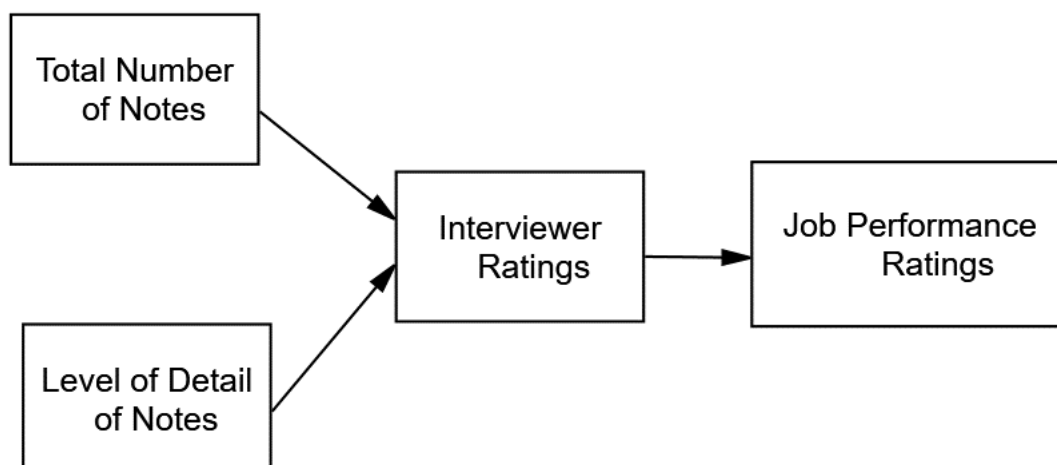 Total Number
of Notes
Interviewer
Ratings
Job Performance
Ratings
Level of Detail
of Notes